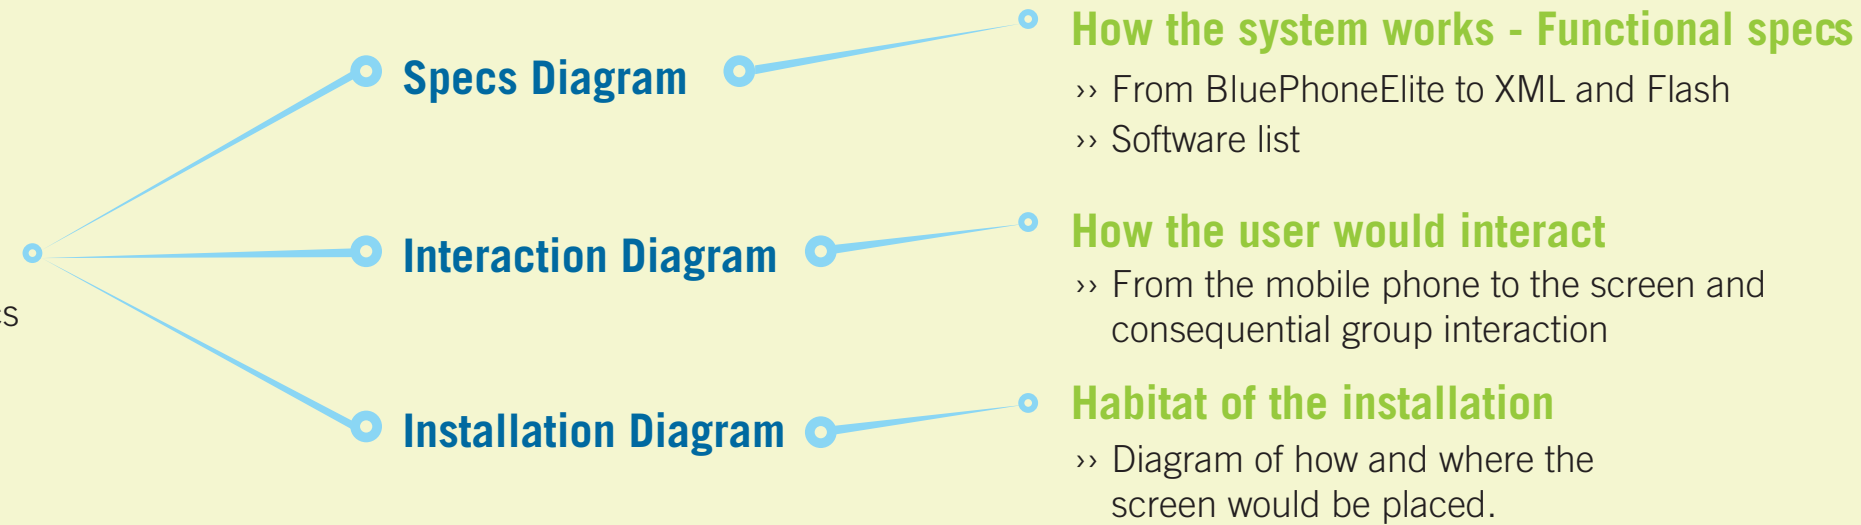 Specs Diagram
How the system works - Functional specs
›› From BluePhoneElite to XML and Flash
›› Software list
Interaction Diagram
How the user would interact
›› From the mobile phone to the screen and
consequential group interaction
Installation Diagram
Habitat of the installation
›› Diagram of how and where the
screen would be placed.